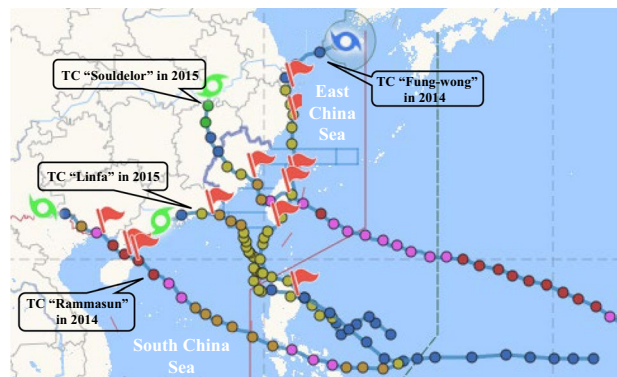 TC “Souldelor” in 2015
TC “Fung-wong”
in 2014
East
China
Sea
TC “Linfa” in 2015
TC “Rammasun”
in 2014
South China
Sea